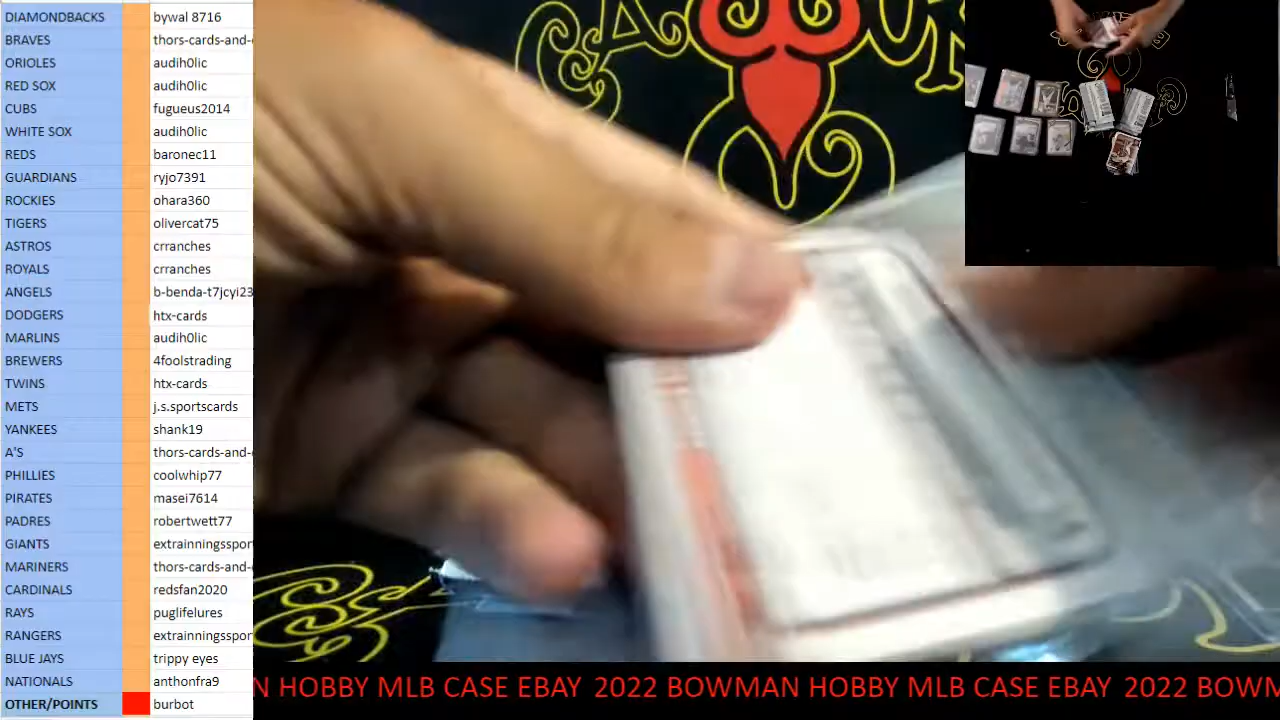 DIAMONDBACKS bywal 8716
BRAVES thors-cards-and-
ORIOLES audih0lic
RED SOX audih0lic
CUBS fugueus2014
WHITE SOX audih0lic
REDS baronec11
GUARDIANS ryjo7391
ROCKIES ohara360
TIGERS olivercat75
ASTROS crranches
ROYALS crranches
ANGELS b-benda-t7jcyi23
DODGERS htx-cards
MARLINS audih0lic
BREWERS 4foolstrading
TWINS htx-cards
METS j.s.sportscards
YANKEES shank19
A'S thors-cards-and-
PHILLIES coolwhip77
PIRATES masei7614
PADRES robertwett77
GIANTS extrainningsspor
MARINERS thors-cards-and-
CARDINALS redsfan2020
RAYS puglifelures
RANGERS extrainningsspor
BLUE JAYS trippy eyes
NATIONALS anthonfra9
OTHER/POINTS burbot
N HOBBY MLB CASE EBAY 2022 BOWMAN HOBBY MLB CASE EBAY 2022 BOWM